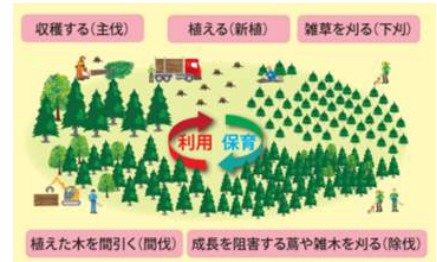 収穫する(主伐)
植える(新植)
雑草を刈る(下刈)
利用
保育
植えた木を間引く(間伐)
成長を阻害する蔦や雑木を刈る(除伐)